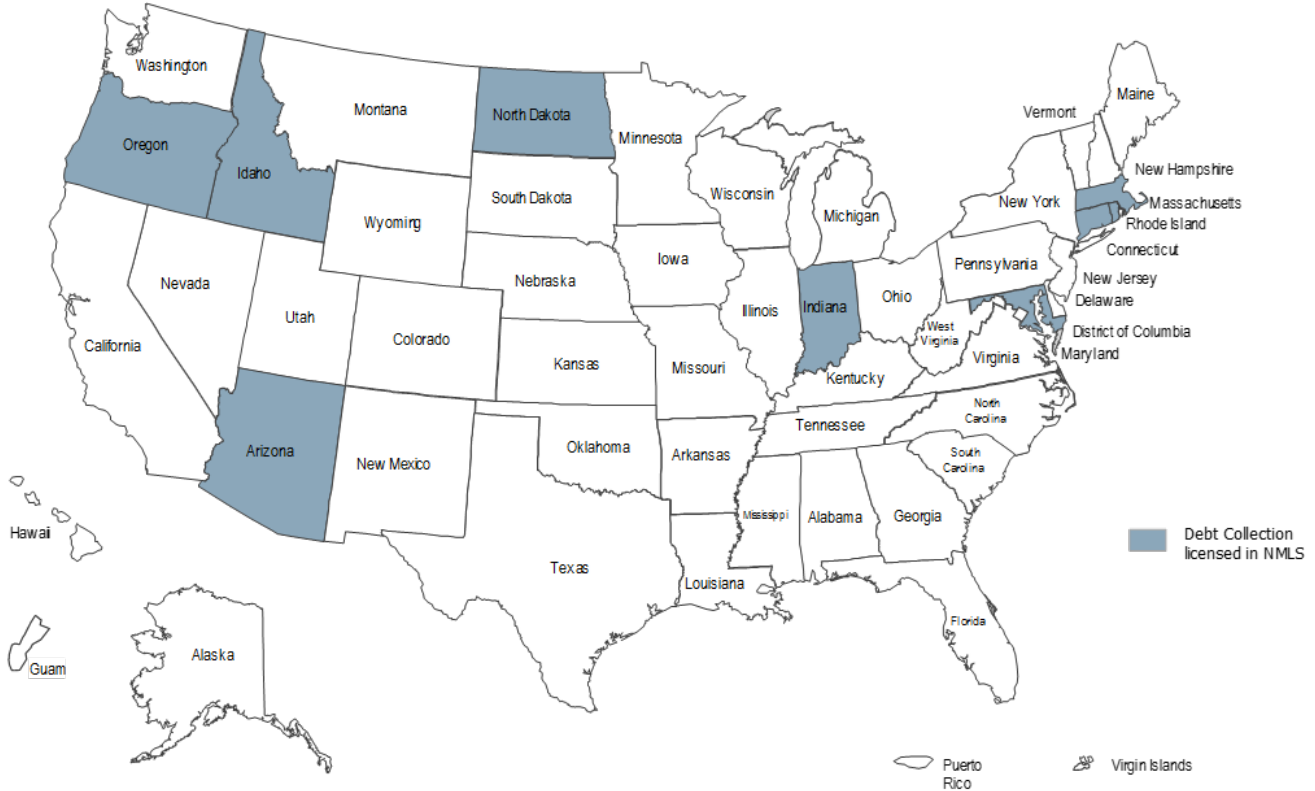 Washington
Montana
North Dakota
Minnesota
Maine
Vermont
Oregon
Idaho
New Hampshire
South Dakota
Wisconsin
Michigan
New York
Massachusetts
Wyoming
Rhode Island
Connecticut
Iowa
Pennsylvania
Nevada
Nebraska
New Jersey
Ohio
Delaware
Utah
Illinois
Indiana
West
Virginia
District of Columbia
California
Colorado
Kansas
Missouri
Virginia
Maryland
Kentucky
North
Carolina
Tennessee
Arizona
New Mexico
Oklahoma
Arkansas
South
Carolina
Mississippi
Alabama
Georgia
Hawaii
Debt Collection
licensed in NMLS
Texas
Louisiana
Florida
Alaska
Guam
Puerto
Rico
Virgin Islands